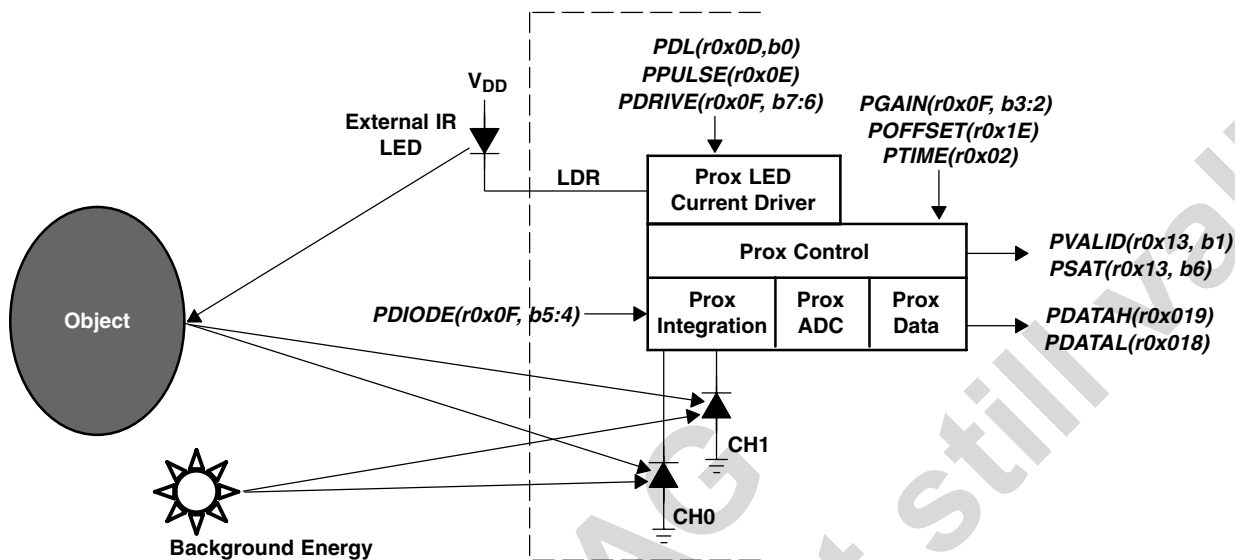 PDL(r0x0D,b0)
PPULSE(r0x0E)
PDRIVE(r0x0F, b7:6)
VDD
External IR
LED
PGAIN(r0x0F, b3:2)
POFFSET(r0x1E)
PTIME(r0x02)
LDR
Prox LED
Current Driver
Prox Control
PVALID(r0x13, b1)
PSAT(r0x13, b6)
Object
PDIODE(r0x0F, b5:4)
Prox
Integration
Prox
ADC
Prox
Data
PDATAH(r0x019)
PDATAL(r0x018)
CH1
CH0
Background Energy
AG
still